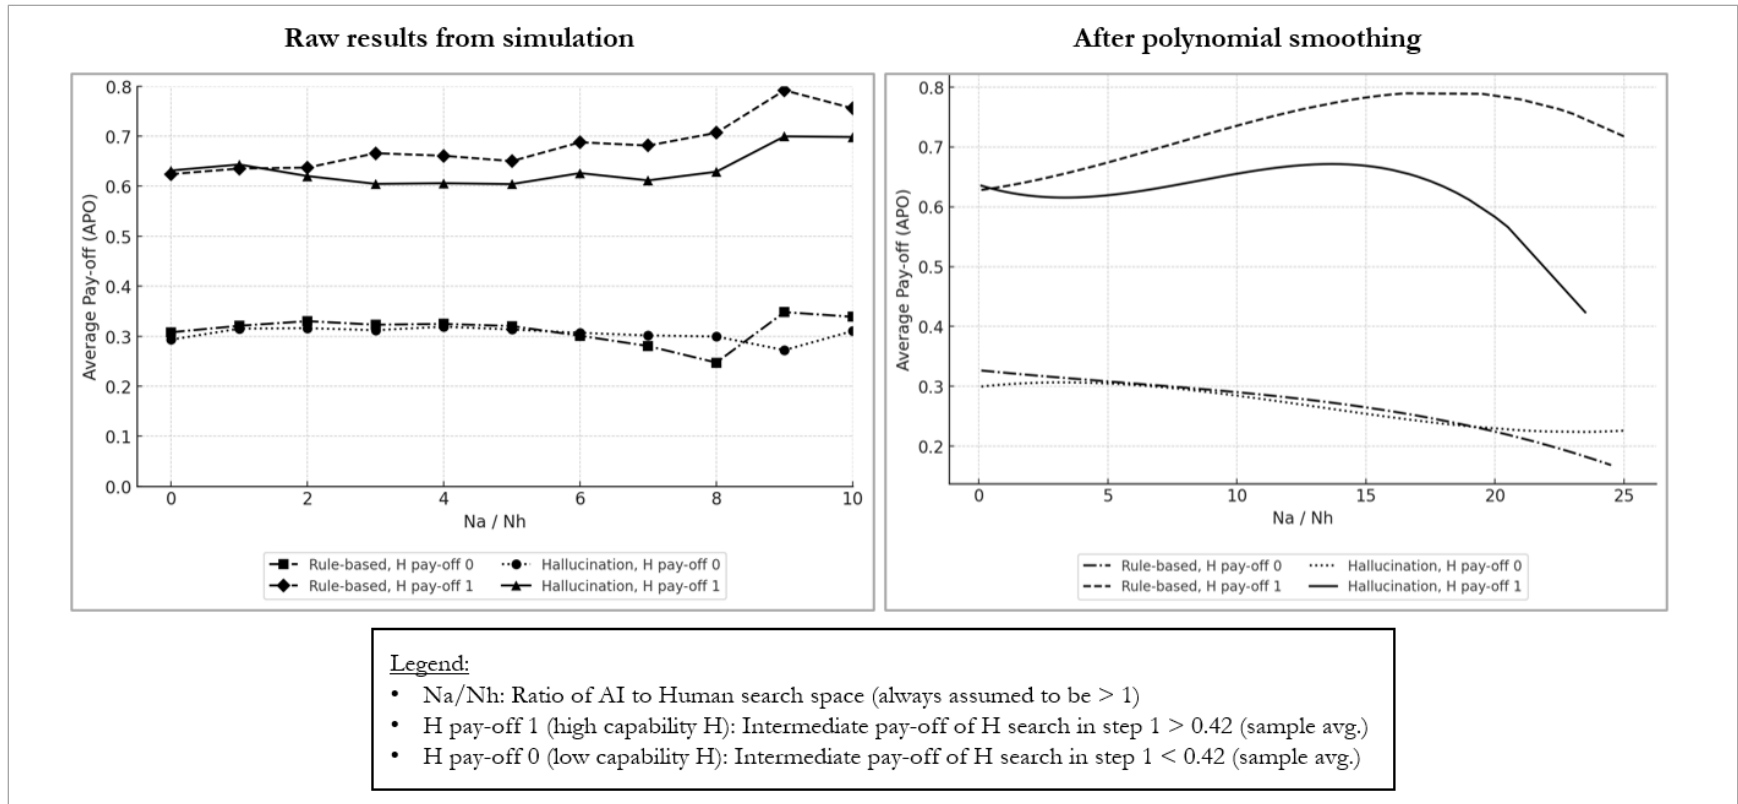 Raw results from simulation
After polynomial smoothing
0.8
0.7
0.6
0.5
0.4
0.3
0.2
0.1
0.0
Average Pay-off (APO)
0 2 4 6 8 10
Na / Nh
Rule-based, H pay-off 0 Hallucination, H pay-off 0
Rule-based, H pay-off 1 Hallucination, H pay-off 1
0.8
0.7
0.6
0.5
0.4
0.3
0.2
Average Pay-off (APO)
0 5 10 15 20 25
Na / Nh
Rule-based, H pay-off 0 Hallucination, H pay-off 0
Rule-based, H pay-off 1 Hallucination, H pay-off 1
Legend:
• Na/Nh: Ratio of AI to Human search space (always assumed to be > 1)
• H pay-off 1 (high capability H): Intermediate pay-off of H search in step 1 > 0.42 (sample avg.)
• H pay-off 0 (low capability H): Intermediate pay-off of H search in step 1 < 0.42 (sample avg.)